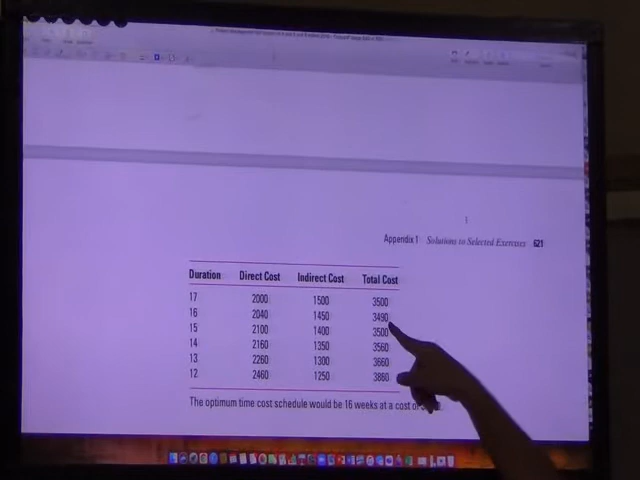 Appendix 1 Solutions to Selected Exercises 621
Duration Direct Cost Indirect Cost Total Cost
17 2000 1500 3500
16 2040 1450 3490
15 2100 1400 3500
14 2160 1350 3560
13 2260 1300 3660
12 2460 1250 3860
The optimum time cost schedule would be 16 weeks at a cost of